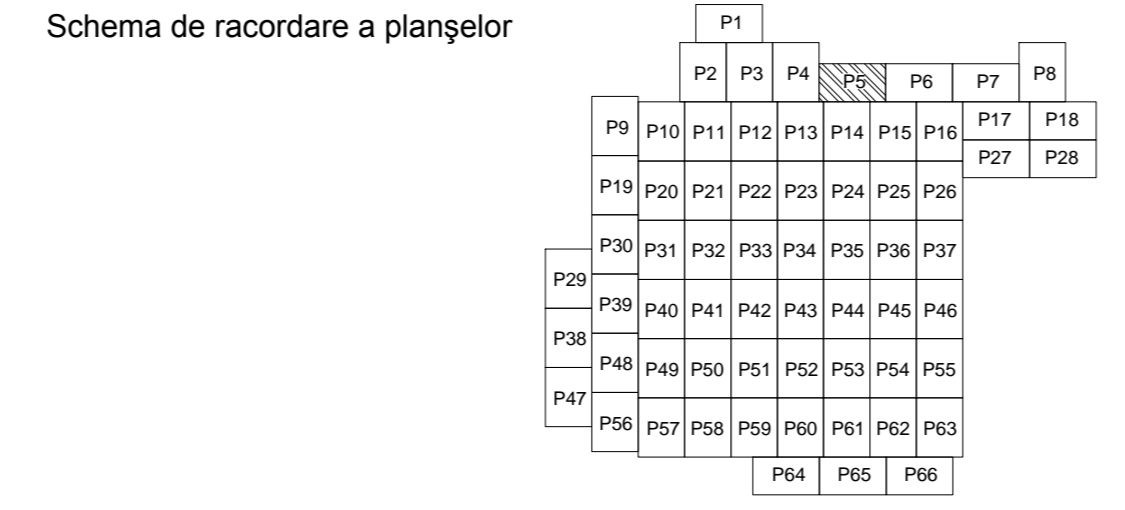 Schema de racordare a planşelor
P1
P2 P3 P4 P5 P6 P7 P8
P9 P10 P11 P12 P13 P14 P15 P16 P17 P18
P27 P28
P19 P20 P21 P22 P23 P24 P25 P26
P30 P31 P32 P33 P34 P35 P36 P37
P29
P39 P40 P41 P42 P43 P44 P45 P46
P38
P48 P49 P50 P51 P52 P53 P54 P55
P47
P56 P57 P58 P59 P60 P61 P62 P63
P64 P65 P66